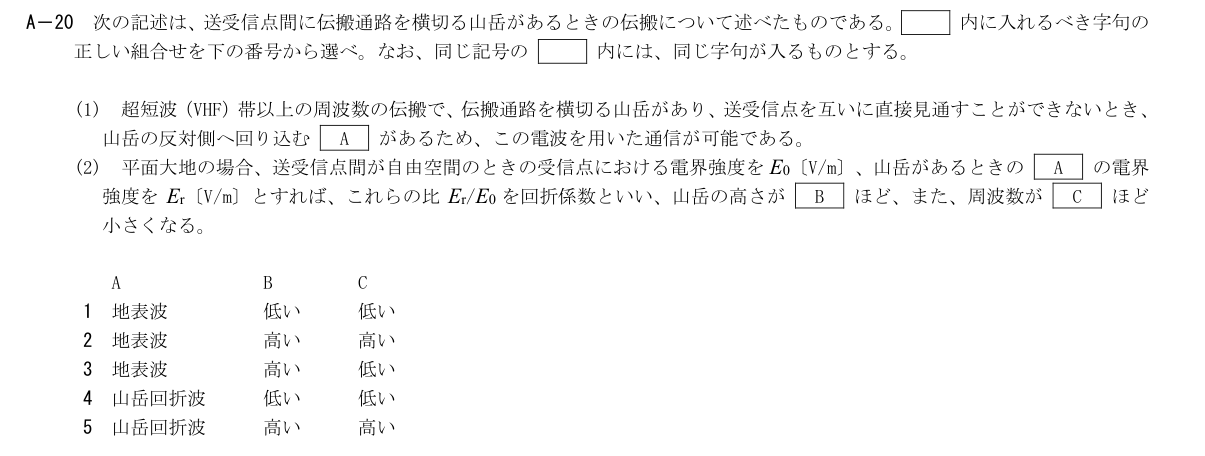 A-20 次の記述は、送受信点間に伝搬通路を横切る山岳があるときの伝搬について述べたものである。 内に入れるべき字句の
正しい組合せを下の番号から選べ。なお、同じ記号の 内には、同じ字句が入るものとする。
(1) 超短波(VHF)帯以上の周波数の伝搬で、伝搬通路を横切る山岳があり、送受信点を互いに直接見通すことができないとき、
山岳の反対側へ回り込む A があるため、この電波を用いた通信が可能である。
(2) 平面大地の場合、送受信点間が自由空間のときの受信点における電界強度を E0〔V/m〕、山岳があるときの A の電界
強度を Er〔V/m〕とすれば、これらの比 Er/E0 を回折係数といい、山岳の高さが B ほど、また、周波数が C ほど
小さくなる。
A B C
1 地表波 低い 低い
2 地表波 高い 高い
3 地表波 高い 低い
4 山岳回折波 低い 低い
5 山岳回折波 高い 高い